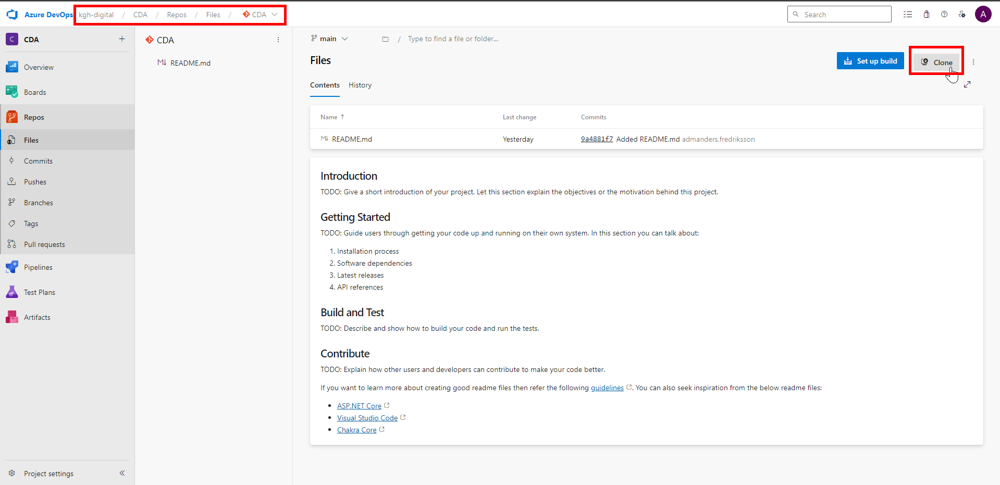 Azure DevOps kgh-digital / CDA / Repos / Files / CDA
Search
A
C CDA +
Overview
Boards
Repos
Files
Commits
Pushes
Branches
Tags
Pull requests
Pipelines
Test Plans
Artifacts
Project settings
CDA
README.md
main / Type to find a file or folder...
Files
Set up build
Clone
Contents History
Name ↑ Last change Commits
README.md Yesterday 9a4881f7 Added README.md admanders.fredriksson
Introduction
TODO: Give a short introduction of your project. Let this section explain the objectives or the motivation behind this project.
Getting Started
TODO: Guide users through getting your code up and running on their own system. In this section you can talk about:
1. Installation process
2. Software dependencies
3. Latest releases
4. API references
Build and Test
TODO: Describe and show how to build your code and run the tests.
Contribute
TODO: Explain how other users and developers can contribute to make your code better.
If you want to learn more about creating good readme files then refer the following guidelines. You can also seek inspiration from the below readme files:
• ASP.NET Core
• Visual Studio Code
• Chakra Core